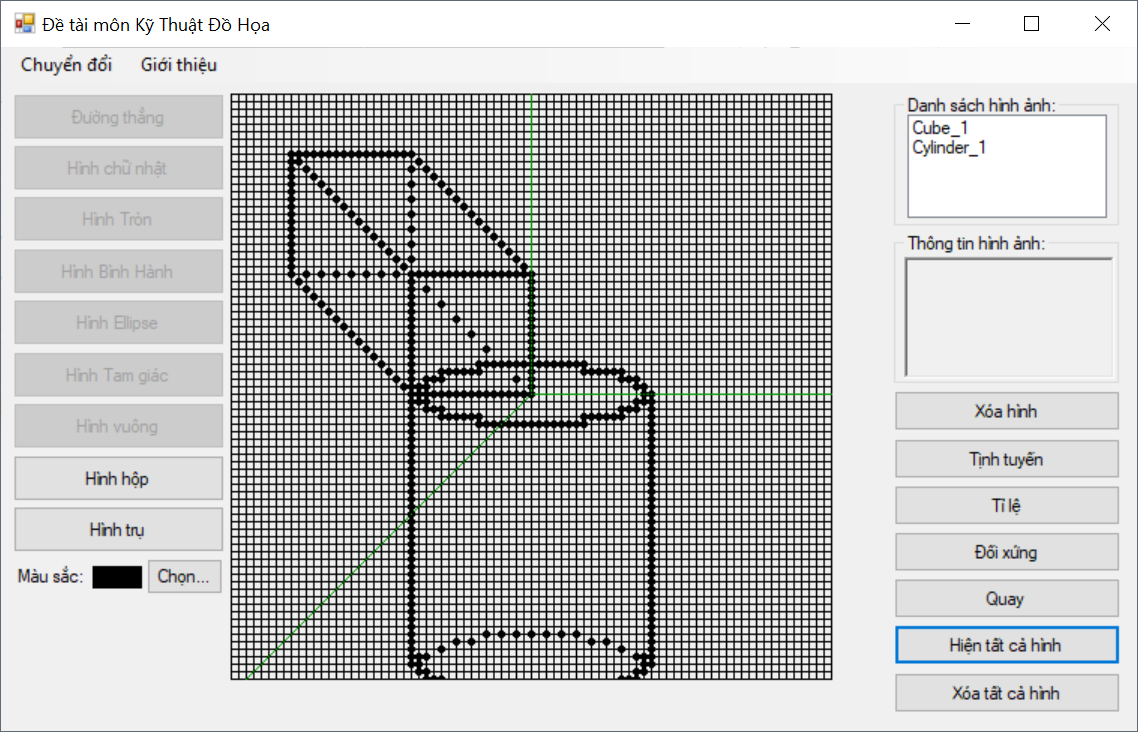 Đề tài môn Kỹ Thuật Đồ Họa
Chuyển đổi Giới thiệu
Đường thẳng
Hình chữ nhật
Hình Tròn
Hình Bình Hành
Hình Ellipse
Hình Tam giác
Hình vuông
Hình hộp
Hình trụ
Màu sắc: Chọn...
Danh sách hình ảnh:
Cube_1
Cylinder_1
Thông tin hình ảnh:
Xóa hình
Tịnh tuyến
Tỉ lệ
Đối xứng
Quay
Hiện tất cả hình
Xóa tất cả hình